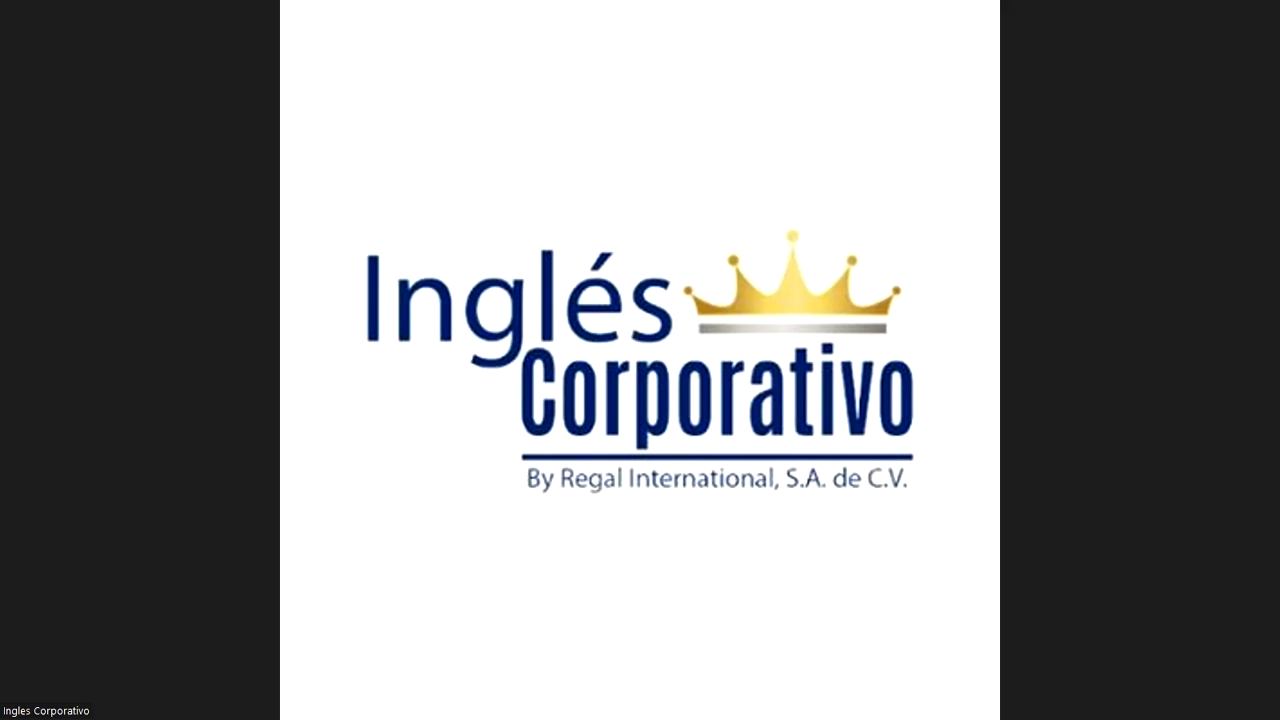 Inglés
Corporativo
By Regal International, S.A. de C.V.
Ingles Corporativo